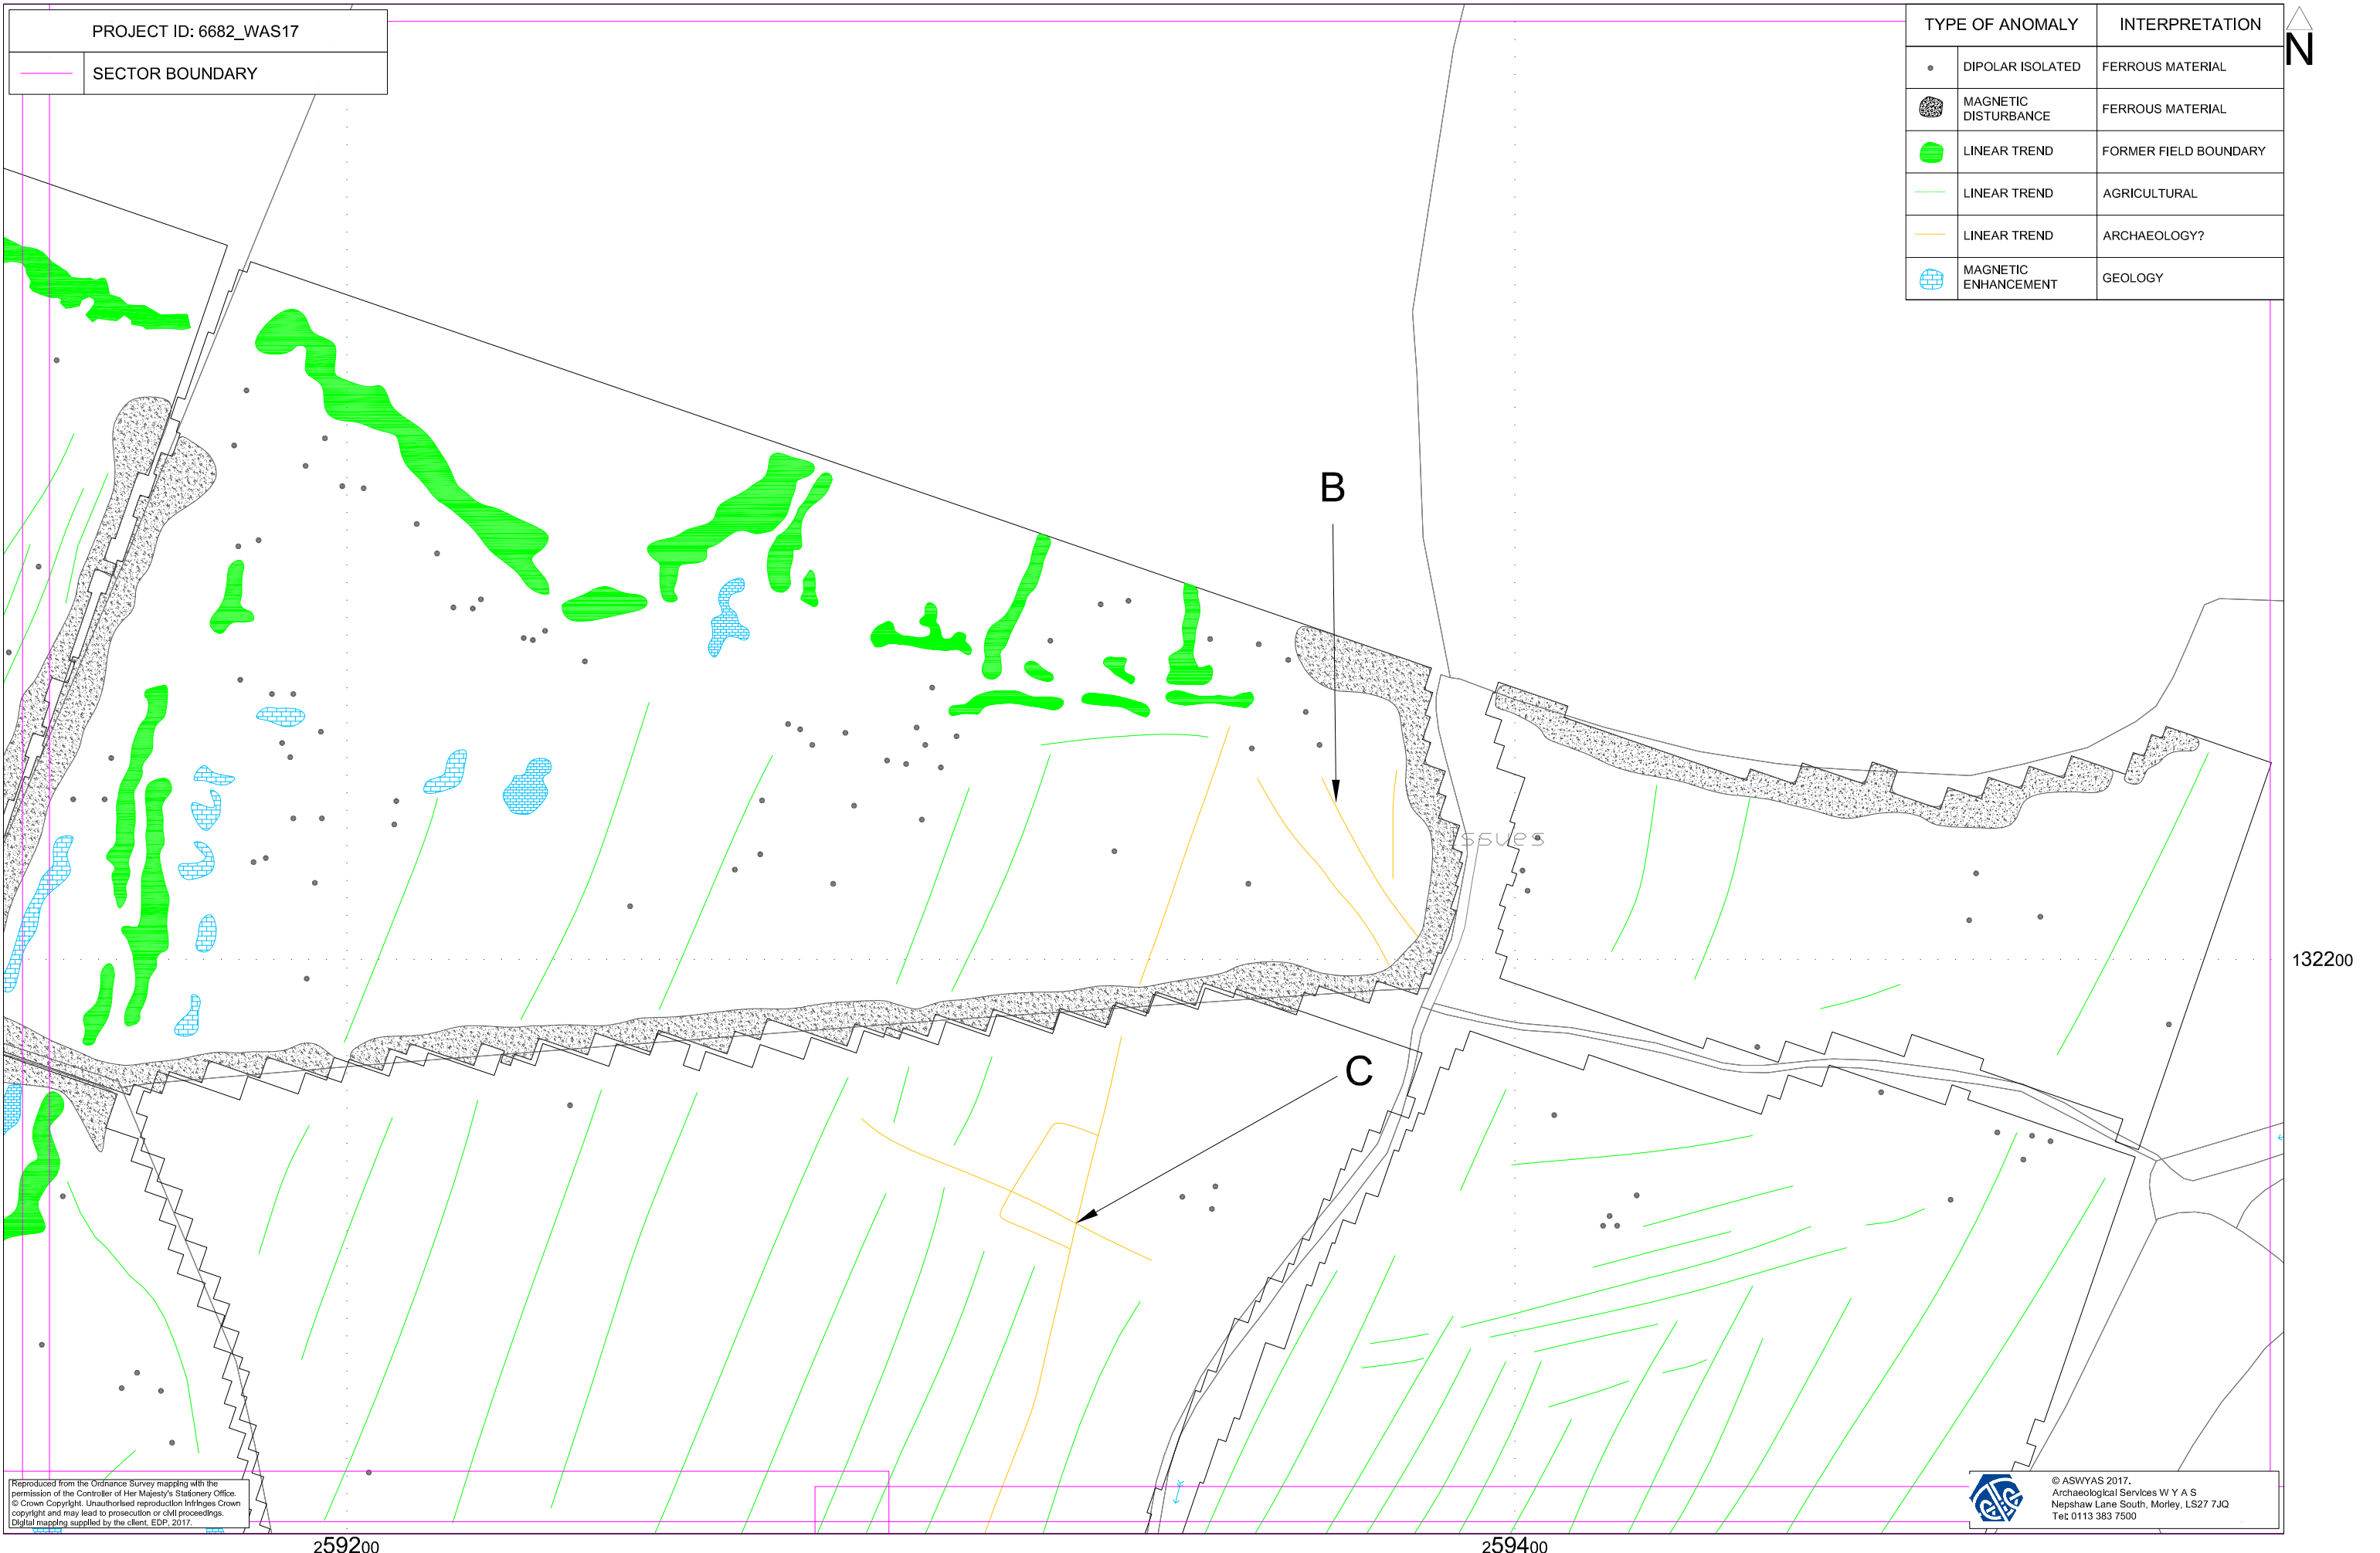 PROJECT ID: 6682_WAS17
SECTOR BOUNDARY
TYPE OF ANOMALY INTERPRETATION
N
DIPOLAR ISOLATED FERROUS MATERIAL
MAGNETIC
DISTURBANCE FERROUS MATERIAL
LINEAR TREND FORMER FIELD BOUNDARY
LINEAR TREND AGRICULTURAL
LINEAR TREND ARCHAEOLOGY?
MAGNETIC
ENHANCEMENT GEOLOGY
B
Issues
132200
C
Reproduced from the Ordnance Survey mapping with the
permission of the Controller of Her Majesty's Stationery Office.
© Crown Copyright. Unauthorised reproduction infringes Crown
copyright and may lead to prosecution or civil proceedings.
Digital mapping supplied by the client, EDP, 2017.
© ASWYAS 2017.
Archaeological Services W Y A S
Nepshaw Lane South, Morley, LS27 7JQ
Tel: 0113 383 7500
259200
259400